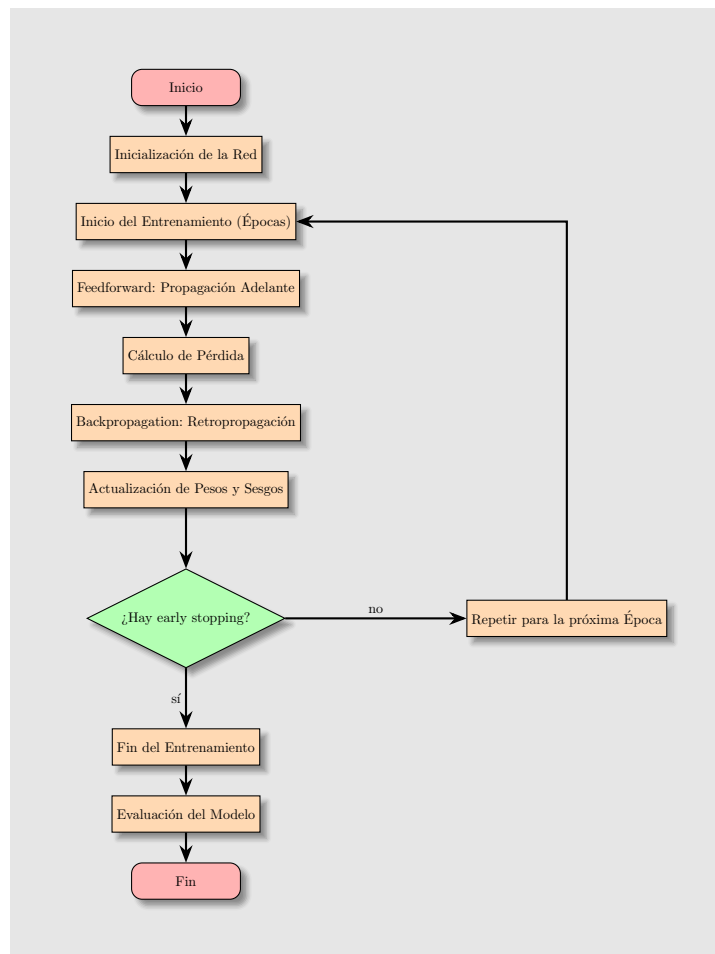 Inicio
Inicialización de la Red
Inicio del Entrenamiento (Épocas)
Feedforward: Propagación Adelante
Cálculo de Pérdida
Backpropagation: Retropropagación
Actualización de Pesos y Sesgos
¿Hay early stopping?
no
Repetir para la próxima Época
sí
Fin del Entrenamiento
Evaluación del Modelo
Fin